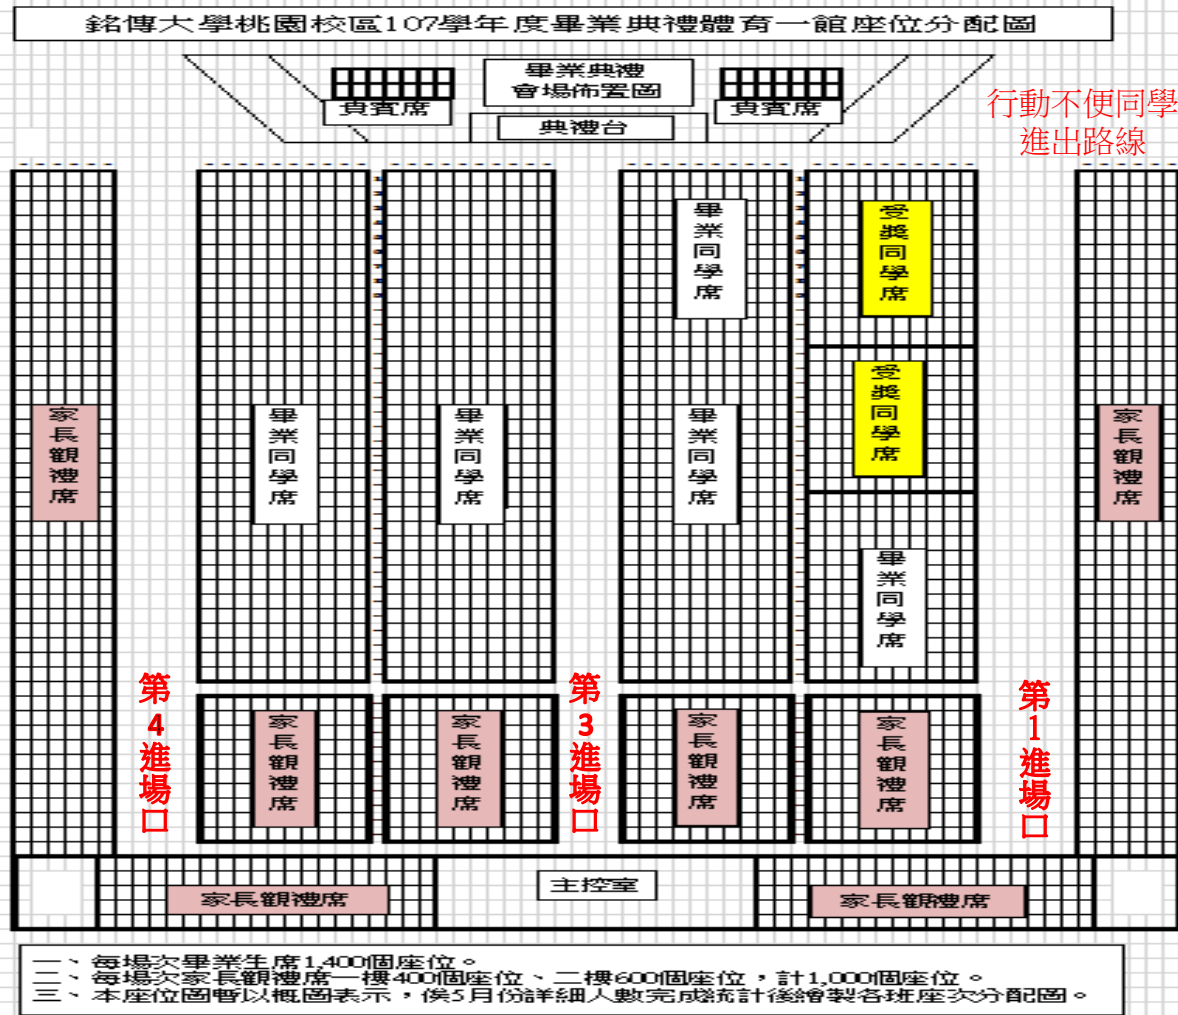 銘傳大學桃園校區107學年度畢業典禮體育一館座位分配圖
畢業典禮
會場佈置圖
貴賓席
貴賓席
典禮台
行動不便同學
進出路線
畢業同學席
受獎同學席
受獎同學席
家長觀禮席
畢業同學席
畢業同學席
畢業同學席
家長觀禮席
畢業同學席
第4進場口
第3進場口
第1進場口
家長觀禮席
家長觀禮席
家長觀禮席
家長觀禮席
家長觀禮席
主控室
家長觀禮席
一、每場次畢業生席1,400個座位。
二、每場次家長觀禮席一樓400個座位、二樓600個座位，計1,000個座位。
三、本座位圖暫以概圖表示，俟5月份詳細人數完成統計後繪製各班座次分配圖。